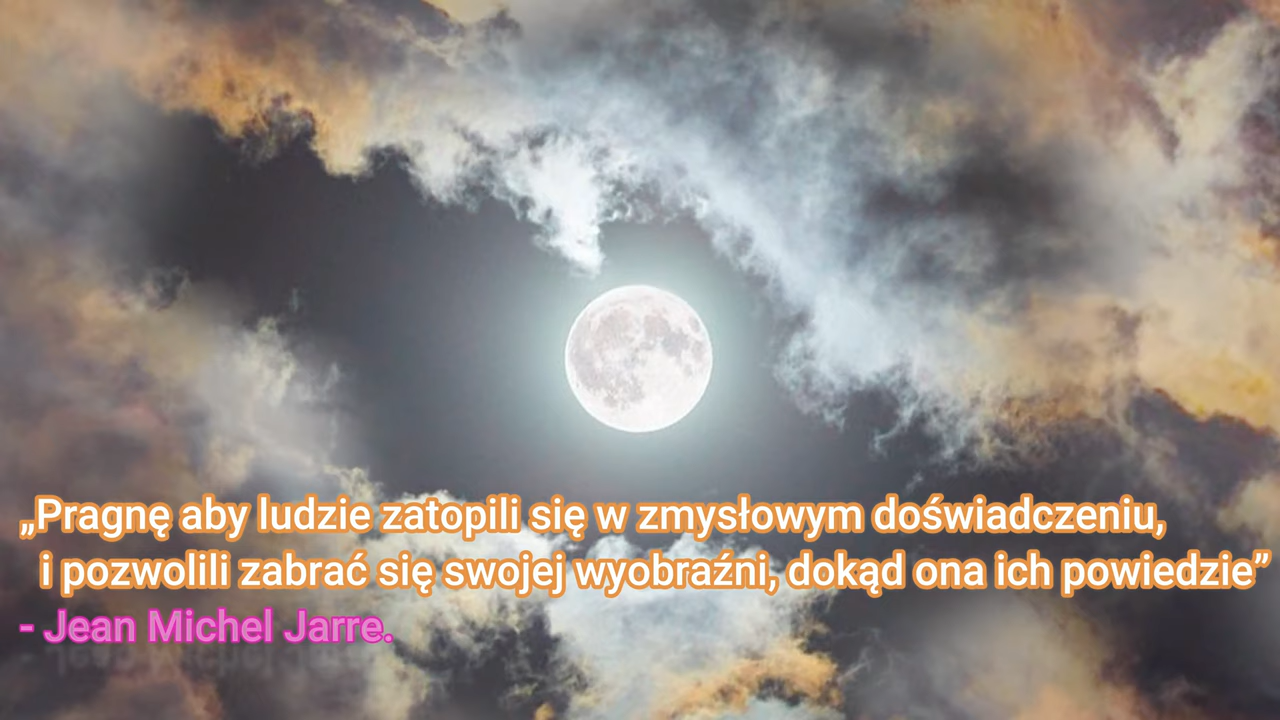 „Pragnę aby ludzie zatopili się w zmysłowym doświadczeniu,
i pozwolili zabrać się swojej wyobraźni, dokąd ona ich powiedzie”
- Jean Michel Jarre.